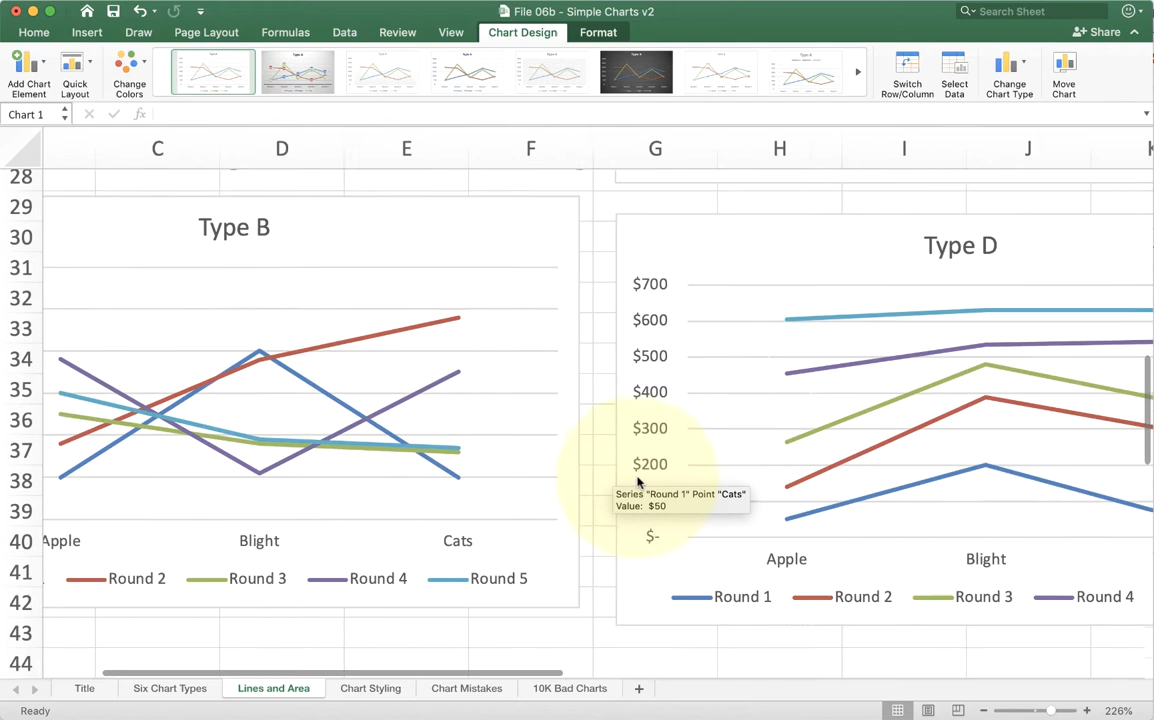 File 06b - Simple Charts v2
Search Sheet
Home Insert Draw Page Layout Formulas Data Review View Chart Design Format
Share
Add Chart Element
Quick Layout
Change Colors
Switch Row/Column
Select Data
Change Chart Type
Move Chart
Chart 1
fx
C D E F G H I J K
28
29
30
31
32
33
34
35
36
37
38
39
40
41
42
43
44
Type B
Apple Blight Cats
Round 2 Round 3 Round 4 Round 5
Type D
$700
$600
$500
$400
$300
$200
Series "Round 1" Point "Cats"
Value: $50
$-
Apple Blight
Round 1 Round 2 Round 3 Round 4
Title Six Chart Types Lines and Area Chart Styling Chart Mistakes 10K Bad Charts +
Ready
226%